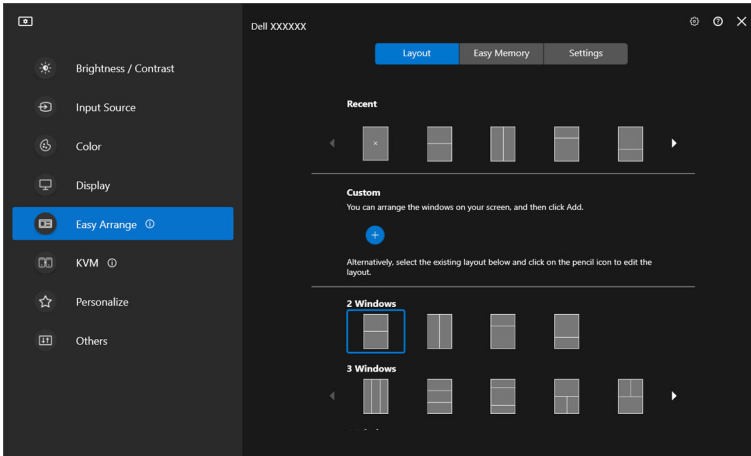 Dell XXXXXX
Brightness / Contrast
Input Source
Color
Display
Easy Arrange
KVM
Personalize
Others
Layout
Easy Memory
Settings
Recent
Custom
You can arrange the windows on your screen, and then click Add.
Alternatively, select the existing layout below and click on the pencil icon to edit the
layout.
2 Windows
3 Windows